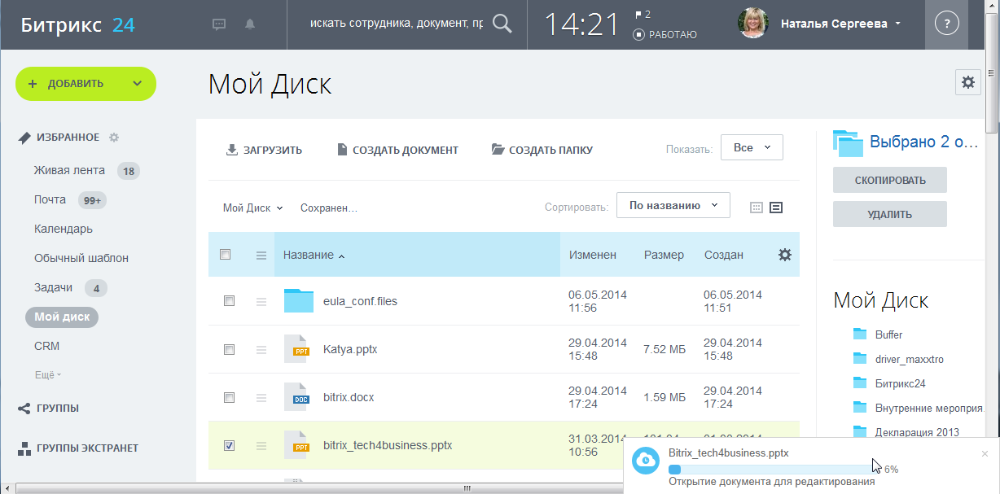 Битрикс 24
искать сотрудника, документ, пр
14:21
2
РАБОТАЮ
Наталья Сергеева
?
+ ДОБАВИТЬ
Мой Диск
ИЗБРАННОЕ
Живая лента 18
Почта 99+
Календарь
Обычный шаблон
Задачи 4
Мой диск
CRM
Ещё
ГРУППЫ
ГРУППЫ ЭКСТРАНЕТ
ЗАГРУЗИТЬ СОЗДАТЬ ДОКУМЕНТ СОЗДАТЬ ПАПКУ Показать: Все
Мой Диск Сохранен... Сортировать: По названию
Название Изменен Размер Создан
eula_conf.files 06.05.2014 06.05.2014
11:56 11:51
PPT Katya.pptx 29.04.2014 7.52 МБ 29.04.2014
15:48 15:48
DOC bitrix.docx 29.04.2014 1.59 МБ 29.04.2014
17:24 17:24
PPT bitrix_tech4business.pptx 31.03.2014
10:56
Выбрано 2 о...
СКОПИРОВАТЬ
УДАЛИТЬ
Мой Диск
Buffer
driver_maxxtro
Битрикс24
Внутренние мероприя
Декларация 2013
Bitrix_tech4business.pptx
6%
Открытие документа для редактирования